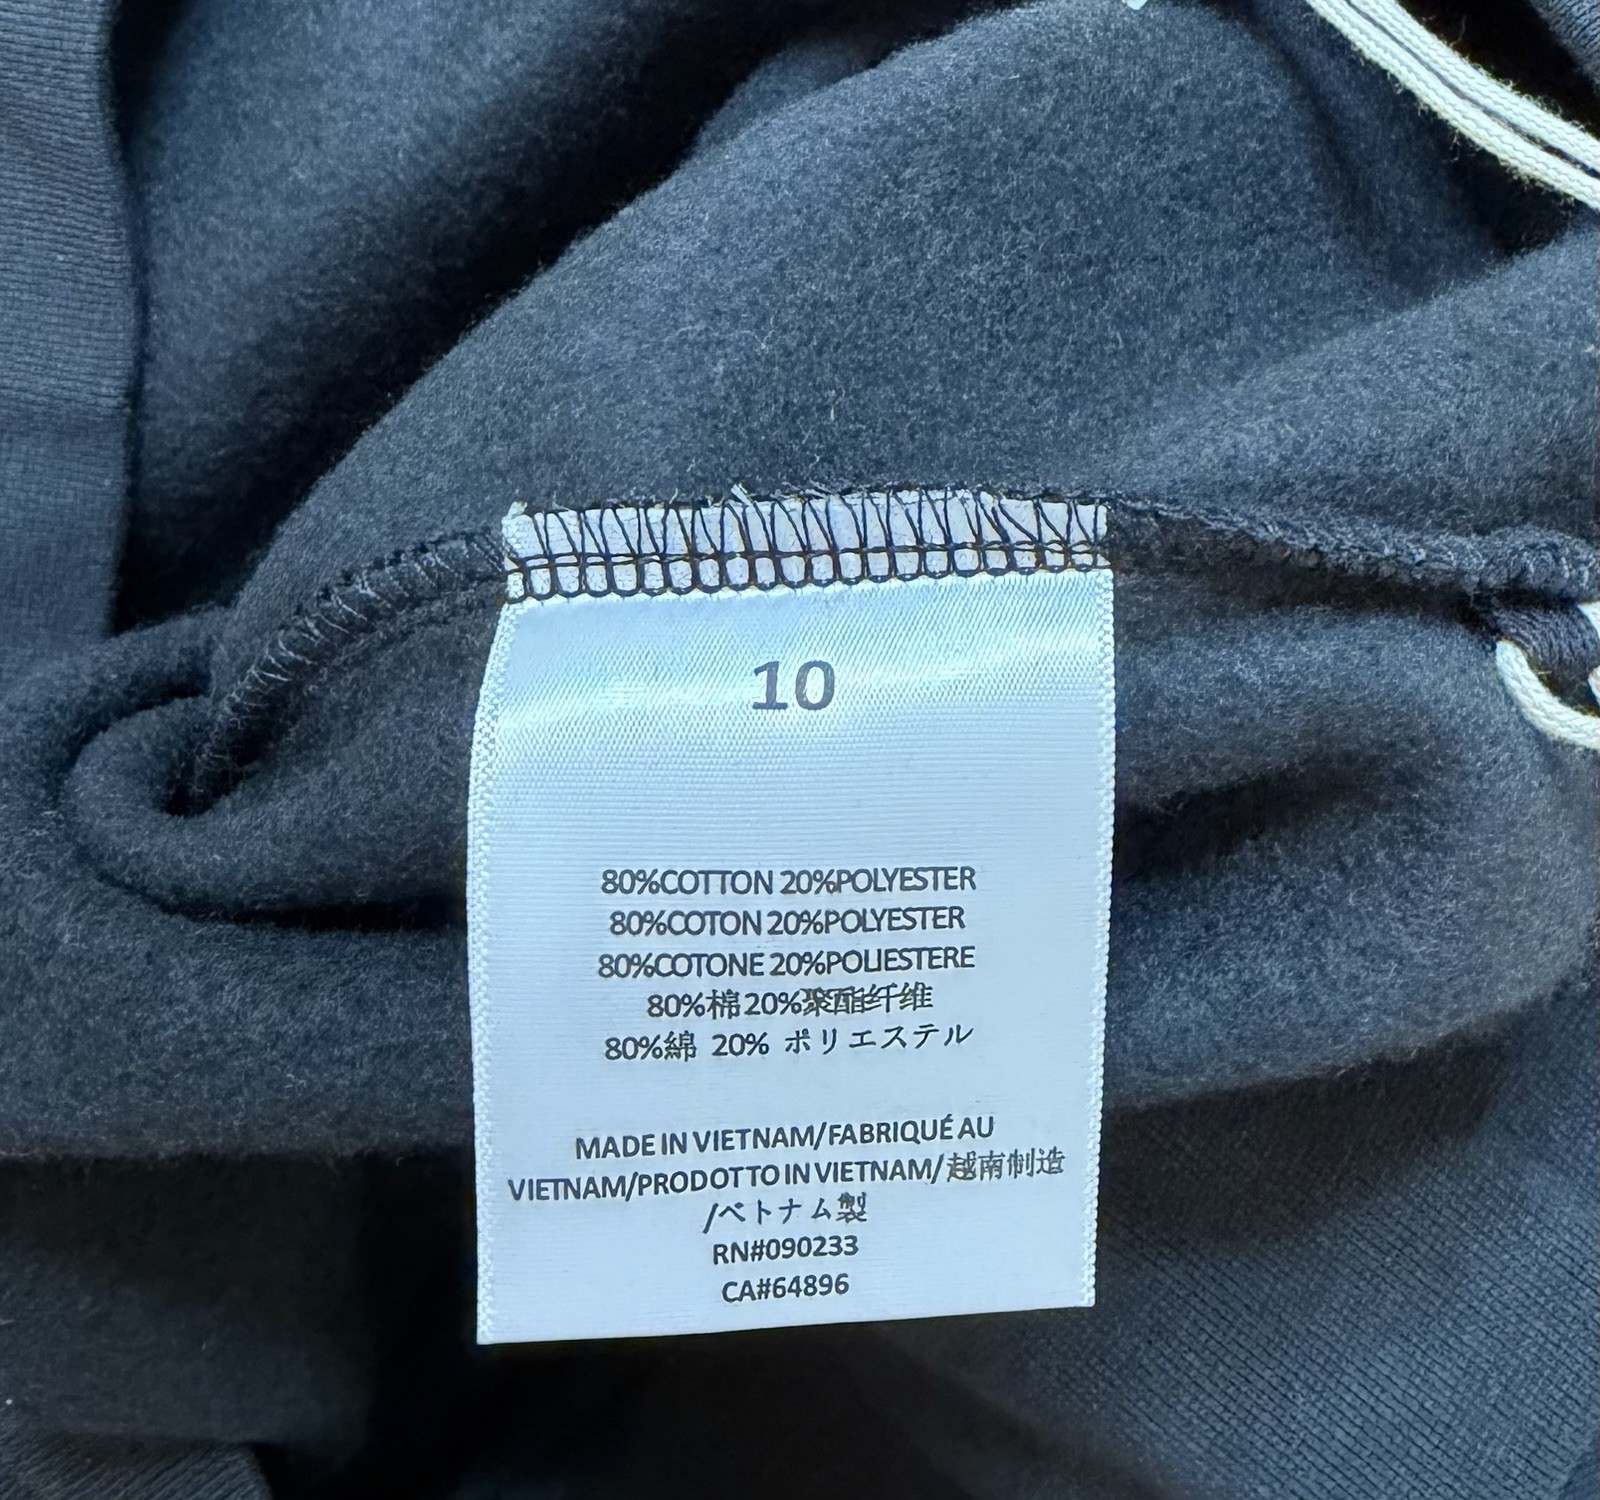 10
80%COTTON 20%POLYESTER
80%COTON 20%POLYESTER
80%COTONE 20%POLIESTERE
80%棉20%聚酯纤维
80%綿 20% ポリエステル
MADE IN VIETNAM/FABRIQUÉ AU
VIETNAM/PRODOTTO IN VIETNAM/越南制造
/ベトナム製
RN#090233
CA#64896